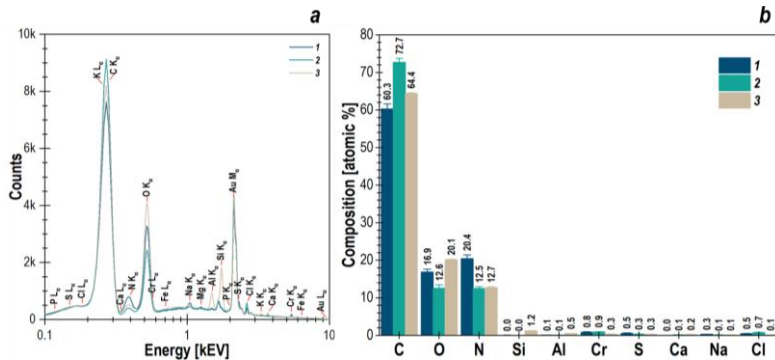 a
10k
8k
6k
4k
2k
0
Counts
0.1
1
10
Energy [keV]
1
2
3
K Lα
C Kα
P Lα
S Lα
Cl Lα
Ca Lα
N Kα
O Kα
Cr Lα
Fe Lα
Na Kα
Mg Kα
Al Kα
Si Kα
P Kα
Au Mα
S Kα
Cl Kα
K Kα
Ca Kα
Cr Kα
Fe Kα
Au Lα
b
80
70
60
50
40
30
20
10
0
Composition [atomic %]
1
2
3
60.3 72.7 64.4
16.9 12.6 20.1
20.4 12.5 12.7
0.0 0.0 1.2
0.1 0.1 0.5
0.8 0.9 0.3
0.5 0.3 0.3
0.0 0.1 0.2
0.3 0.1 0.1
0.5 0.7 0.1
C O N Si Al Cr S Ca Na Cl